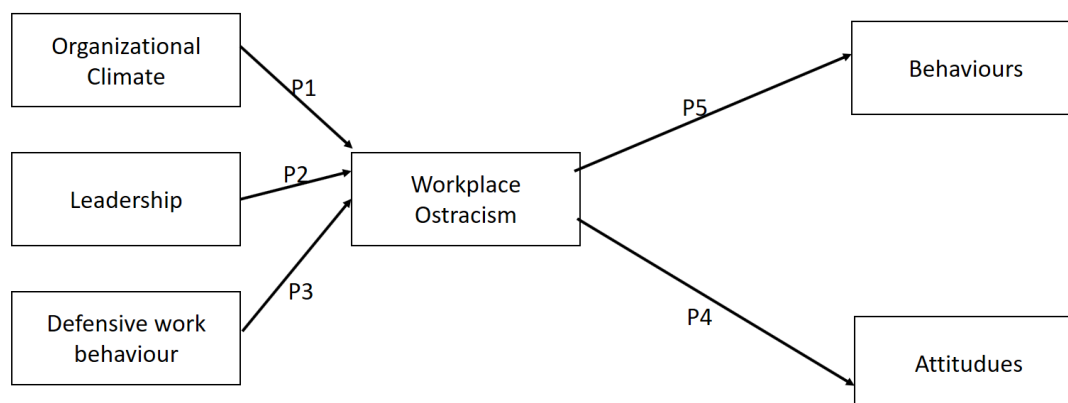 Organizational
Climate
P1
Behaviours
P5
Leadership
P2
Workplace
Ostracism
P3
P4
Defensive work
behaviour
Attitudues